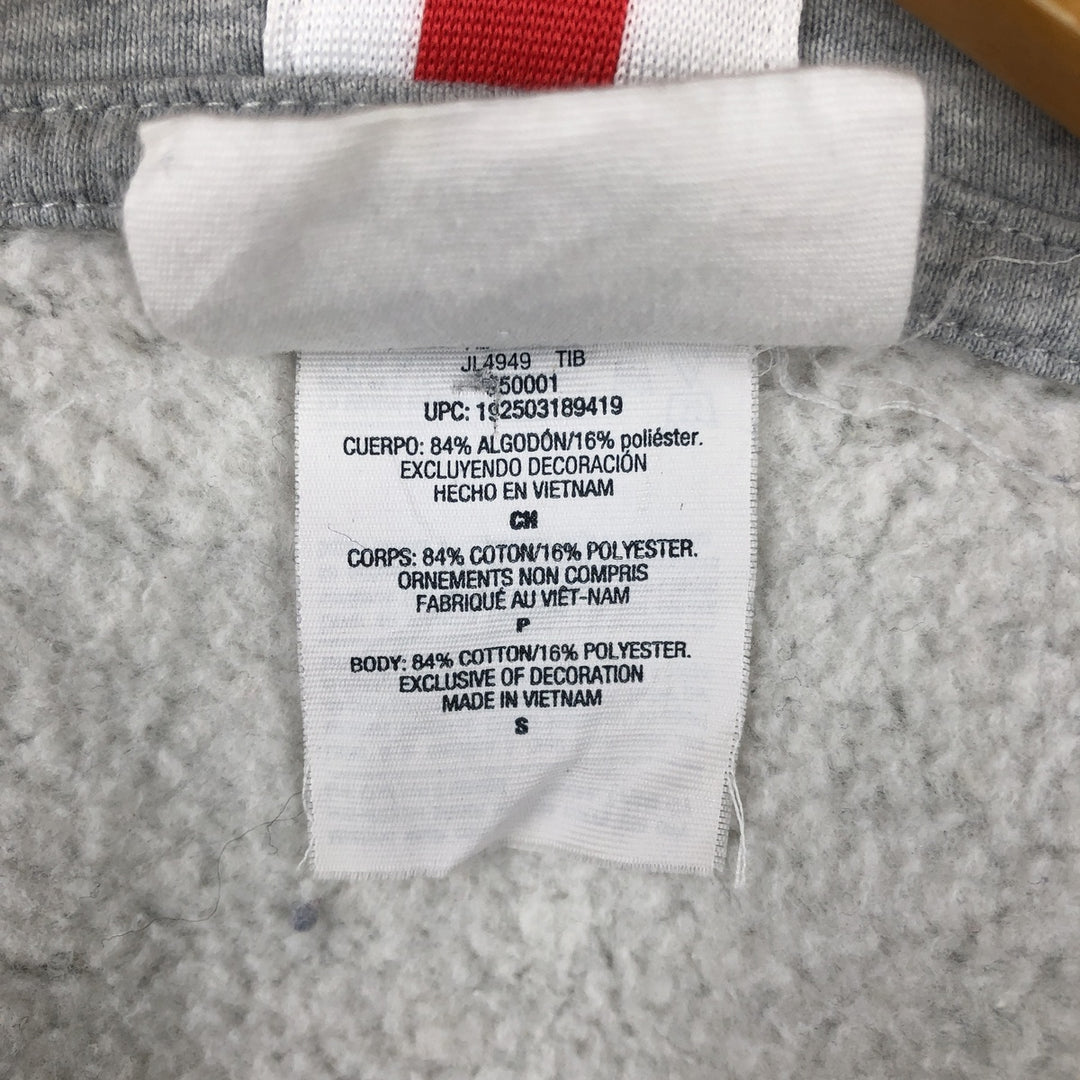 JL4949 TIB
50001
UPC: 192503189419
CUERPO: 84% ALGODÓN/16% poliéster.
EXCLUYENDO DECORACIÓN
HECHO EN VIETNAM
CH
CORPS: 84% COTON/16% POLYESTER.
ORNEMENTS NON COMPRIS
FABRIQUÉ AU VIÊT-NAM
P
BODY: 84% COTTON/16% POLYESTER.
EXCLUSIVE OF DECORATION
MADE IN VIETNAM
S